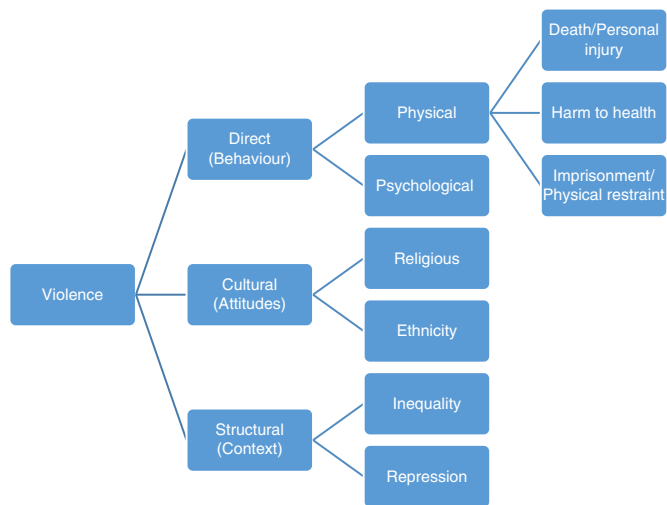 Violence
Direct
(Behaviour)
Physical
Death/Personal
injury
Harm to health
Imprisonment/
Physical restraint
Psychological
Cultural
(Attitudes)
Religious
Ethnicity
Structural
(Context)
Inequality
Repression